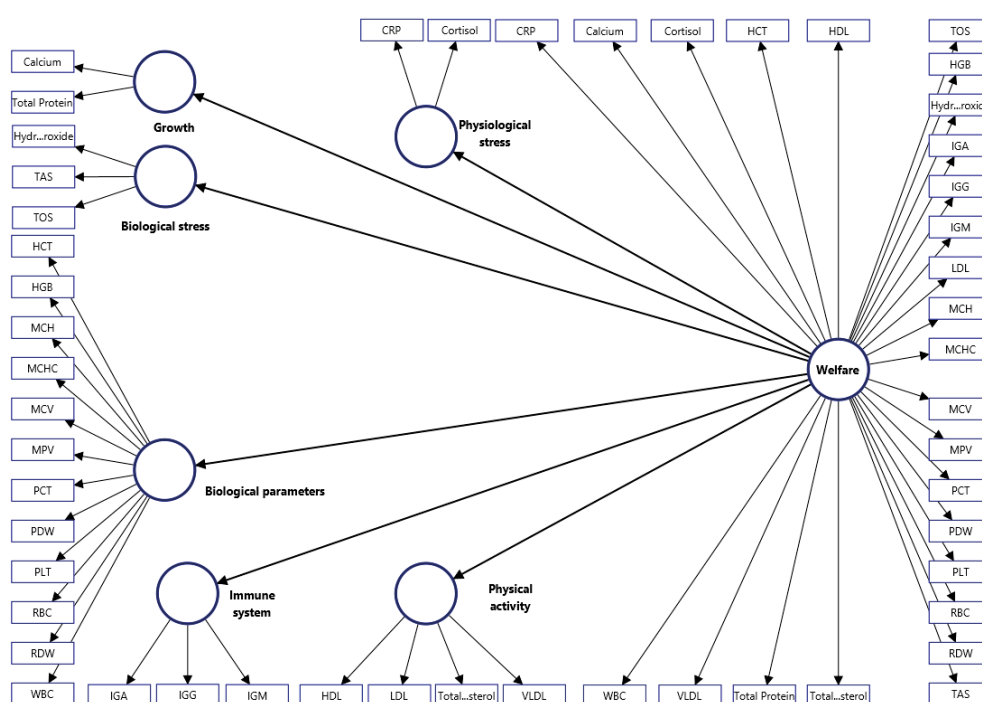 CRP
Cortisol
CRP
Calcium
Cortisol
HCT
HDL
TOS
Calcium
HGB
Total Protein
Hydr...roxid
Growth
Physiological
stress
Hydr...roxide
IGA
TAS
IGG
TOS
Biological stress
IGM
HCT
LDL
HGB
MCH
MCH
MCHC
MCHC
Welfare
MCV
MCV
MPV
MPV
PCT
Biological parameters
PCT
PDW
PDW
PLT
PLT
Immune
system
Physical
activity
RBC
RBC
RDW
RDW
WBC
IGA
IGG
IGM
HDL
LDL
Total...sterol
VLDL
WBC
VLDL
Total Protein
Total...sterol
TAS